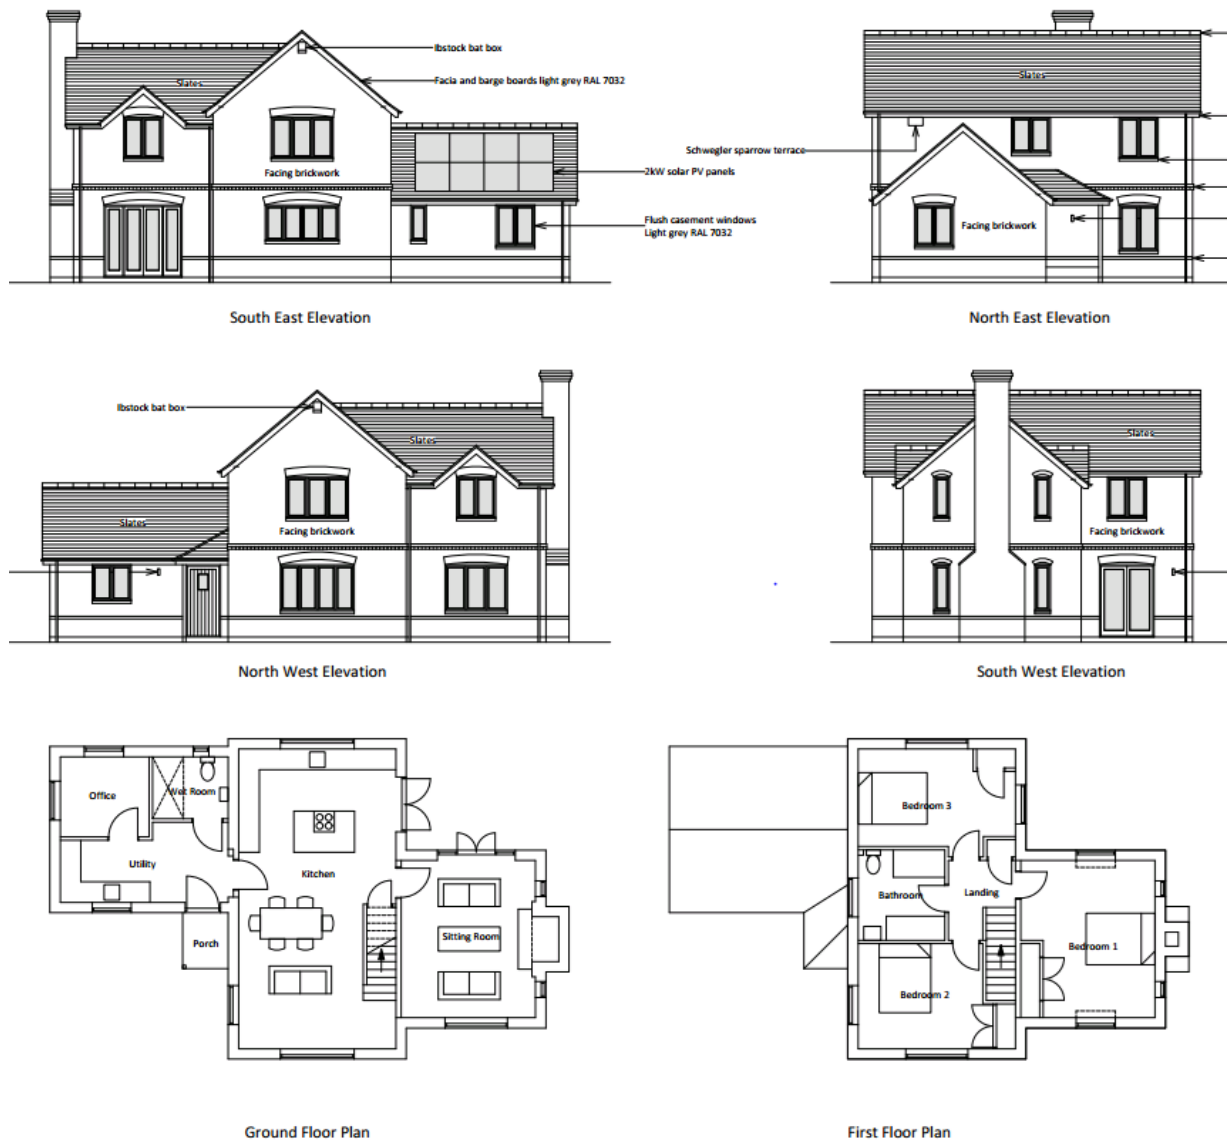 Ibstock bat box
Facia and barge boards light grey RAL 7032
Slates
Facing brickwork
2kW solar PV panels
Flush casement windows
Light grey RAL 7032
South East Elevation
Slates
Schwegler sparrow terrace
Facing brickwork
North East Elevation
Ibstock bat box
Slates
Slates
Facing brickwork
North West Elevation
Slates
Facing brickwork
South West Elevation
Office
Wet Room
Utility
Kitchen
Porch
Sitting Room
Ground Floor Plan
Bedroom 3
Bathroom
Landing
Bedroom 1
Bedroom 2
First Floor Plan